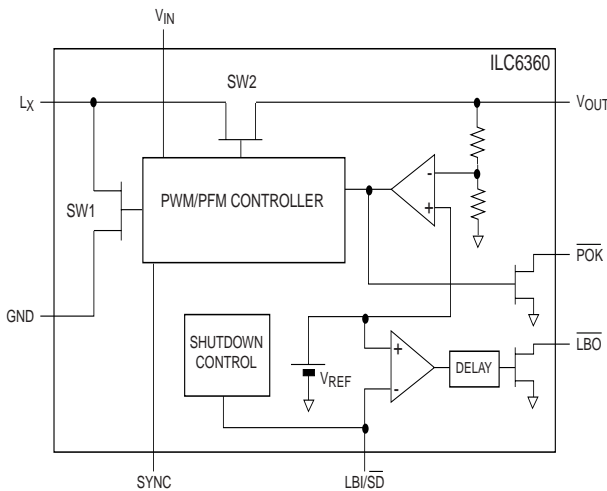 VIN
ILC6360
SW2
LX
VOUT
PWM/PFM CONTROLLER
-
+
SW1
POK
GND
SHUTDOWN
CONTROL
VREF
+
-
DELAY
LBO
SYNC
LBI/SD